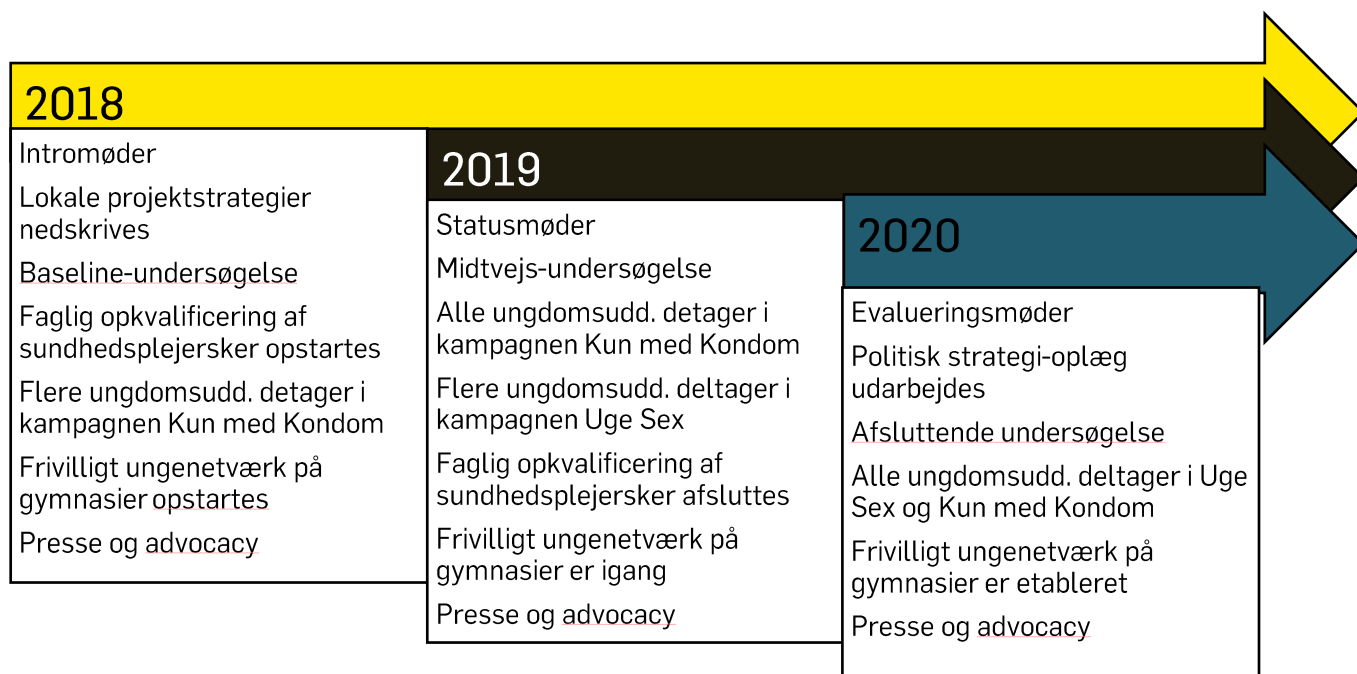 2018
Intromøder
Lokale projektstrategier
nedskrives
Baseline-undersøgelse
Faglig opkvalificering af
sundhedsplejersker opstartes
Flere ungdomsudd. detager i
kampagnen Kun med Kondom
Frivilligt ungenetværk på
gymnasier opstartes
Presse og advocacy
2019
Statusmøder
Midtvejs-undersøgelse
Alle ungdomsudd. detager i
kampagnen Kun med Kondom
Flere ungdomsudd. deltager i
kampagnen Uge Sex
Faglig opkvalificering af
sundhedsplejersker afsluttes
Frivilligt ungenetværk på
gymnasier er igang
Presse og advocacy
2020
Evalueringsmøder
Politisk strategi-oplæg
udarbejdes
Afsluttende undersøgelse
Alle ungdomsudd. deltager i Uge
Sex og Kun med Kondom
Frivilligt ungenetværk på
gymnasier er etableret
Presse og advocacy